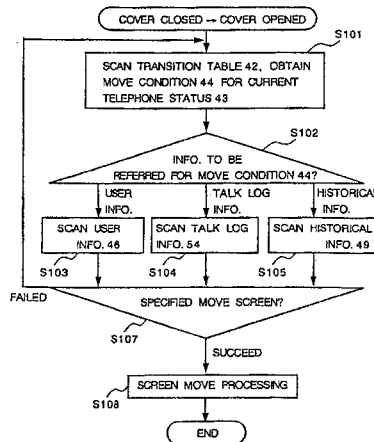 COVER CLOSED → COVER OPENED
S101
SCAN TRANSITION TABLE 42, OBTAIN
MOVE CONDITION 44 FOR CURRENT
TELEPHONE STATUS 43
S102
INFO. TO BE
REFERRED FOR MOVE CONDITION 44?
USER INFO.
TALK LOG INFO.
HISTORICAL INFO.
SCAN USER
INFO. 46
SCAN TALK LOG
INFO. 54
SCAN HISTORICAL
INFO. 49
S103
S104
S105
FAILED
SPECIFIED MOVE SCREEN?
S107
SUCCEED
SCREEN MOVE PROCESSING
S108
END